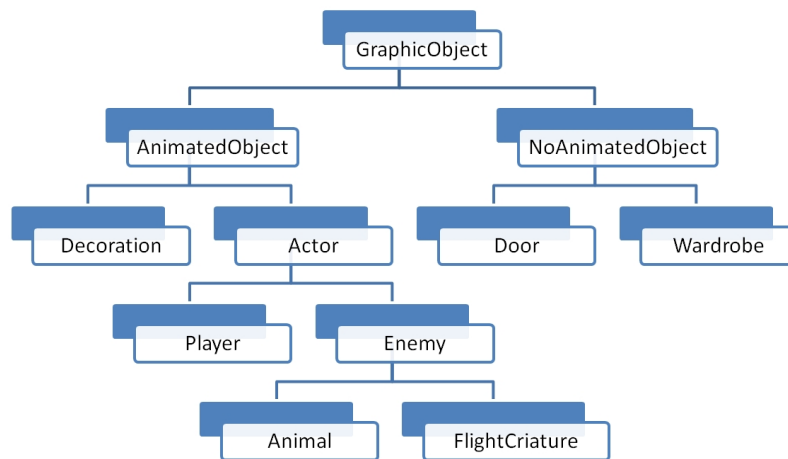 GraphicObject
AnimatedObject
NoAnimatedObject
Decoration
Actor
Door
Wardrobe
Player
Enemy
Animal
FlightCriature